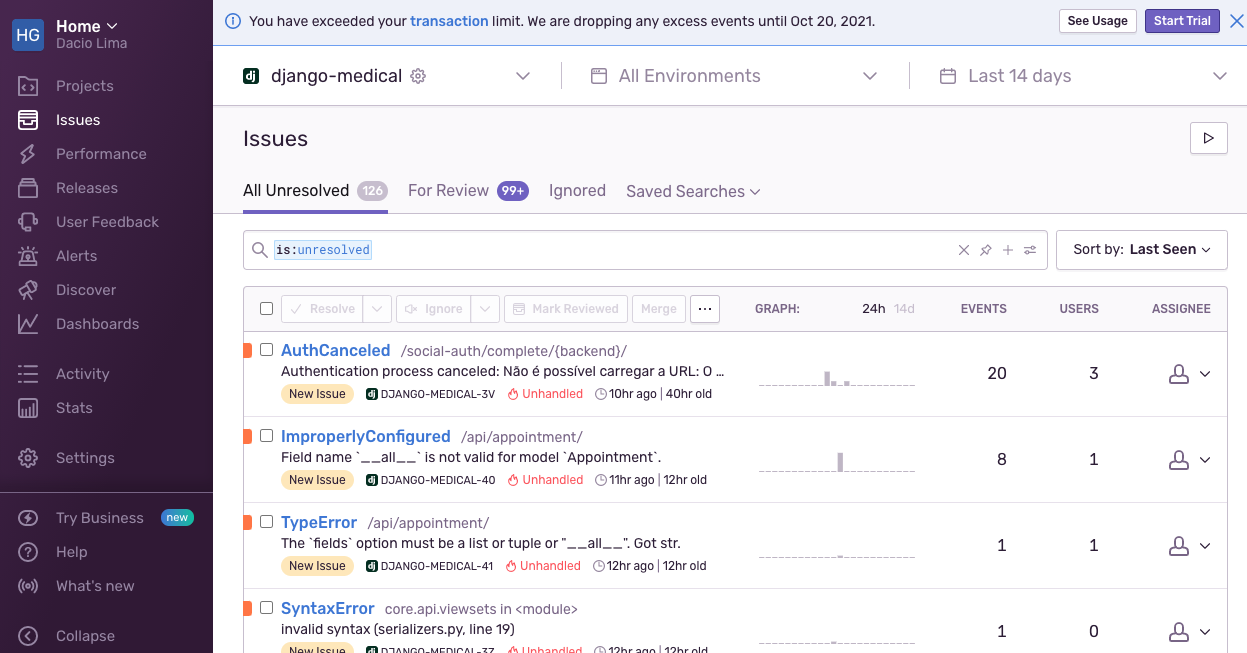 HG
Home
Dacio Lima
Projects
Issues
Performance
Releases
User Feedback
Alerts
Discover
Dashboards
Activity
Stats
Settings
Try Business new
Help
What's new
Collapse
You have exceeded your transaction limit. We are dropping any excess events until Oct 20, 2021.
See Usage
Start Trial
dj django-medical
All Environments
Last 14 days
Issues
All Unresolved 126
For Review 99+
Ignored
Saved Searches
is:unresolved
Sort by: Last Seen
Resolve
Ignore
Mark Reviewed
Merge
...
GRAPH: 24h 14d
EVENTS
USERS
ASSIGNEE
AuthCanceled /social-auth/complete/{backend}/
Authentication process canceled: Não é possível carregar a URL: O …
New Issue dj DJANGO-MEDICAL-3V Unhandled 10hr ago | 40hr old
20 3
ImproperlyConfigured /api/appointment/
Field name `__all__` is not valid for model `Appointment`.
New Issue dj DJANGO-MEDICAL-40 Unhandled 11hr ago | 12hr old
8 1
TypeError /api/appointment/
The `fields` option must be a list or tuple or "__all__". Got str.
New Issue dj DJANGO-MEDICAL-41 Unhandled 12hr ago | 12hr old
1 1
SyntaxError core.api.viewsets in <module>
invalid syntax (serializers.py, line 19)
New Issue dj DJANGO-MEDICAL-3Z Unhandled 12hr ago | 12hr old
1 0